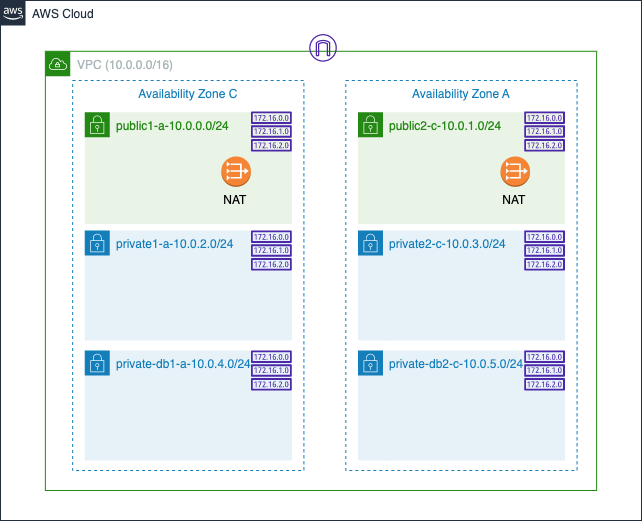 aws
AWS Cloud
VPC (10.0.0.0/16)
Availability Zone C
Availability Zone A
public1-a-10.0.0.0/24
172.16.0.0
172.16.1.0
172.16.2.0
NAT
public2-c-10.0.1.0/24
172.16.0.0
172.16.1.0
172.16.2.0
NAT
private1-a-10.0.2.0/24
172.16.0.0
172.16.1.0
172.16.2.0
private2-c-10.0.3.0/24
172.16.0.0
172.16.1.0
172.16.2.0
private-db1-a-10.0.4.0/24
172.16.0.0
172.16.1.0
172.16.2.0
private-db2-c-10.0.5.0/24
172.16.0.0
172.16.1.0
172.16.2.0